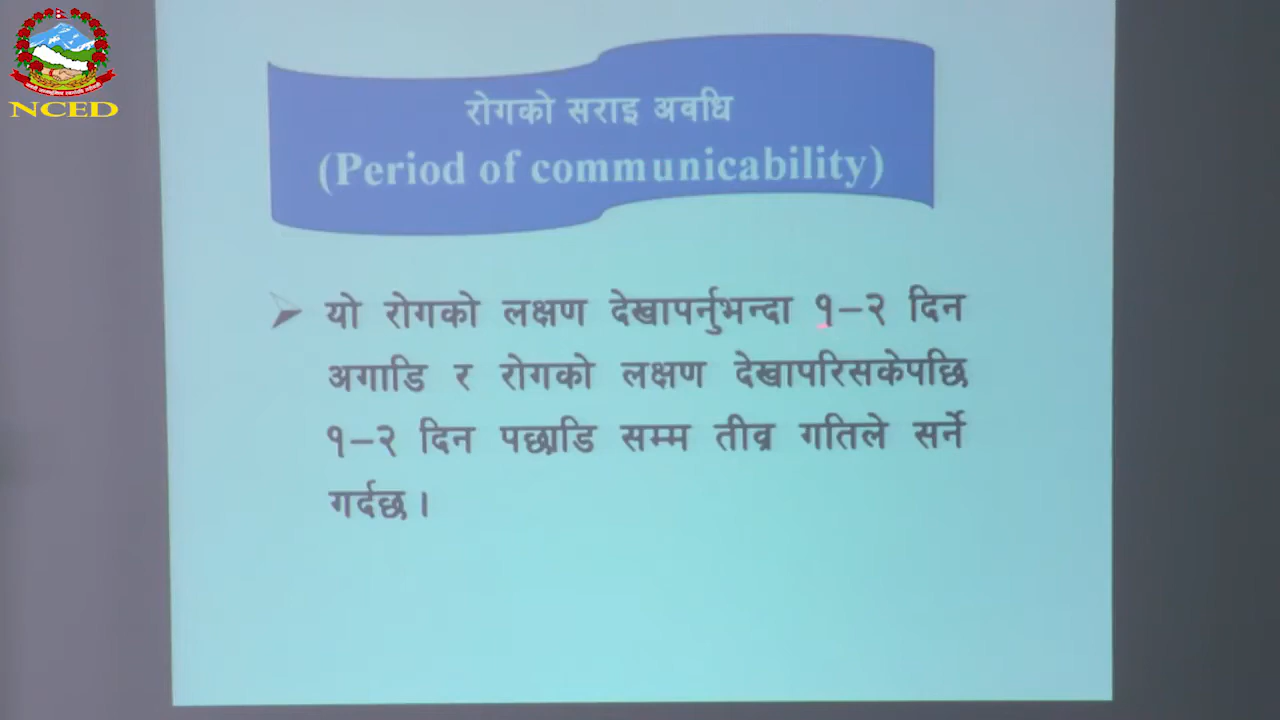 NCED
रोगको सराइ अवधि
(Period of communicability)
यो रोगको लक्षण देखापर्नुभन्दा १–२ दिन
अगाडि र रोगको लक्षण देखापरिसकेपछि
१–२ दिन पछाडि सम्म तीव्र गतिले सर्ने
गर्दछ ।